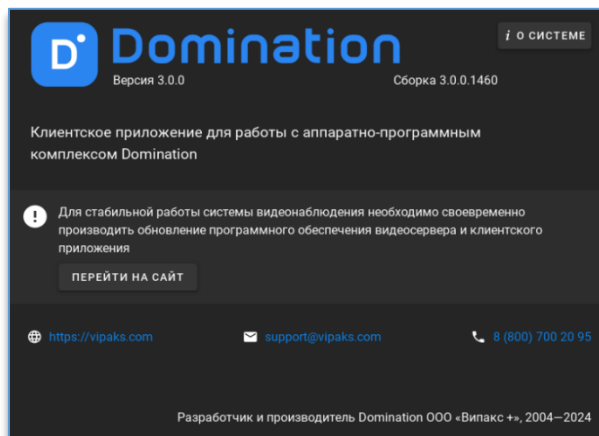 Domination
i О СИСТЕМЕ
Версия 3.0.0
Сборка 3.0.0.1460
Клиентское приложение для работы с аппаратно-программным
комплексом Domination
Для стабильной работы системы видеонаблюдения необходимо своевременно
производить обновление программного обеспечения видеосервера и клиентского
приложения
ПЕРЕЙТИ НА САЙТ
https://vipaks.com
support@vipaks.com
8 (800) 700 20 95
Разработчик и производитель Domination ООО «Випакс +», 2004—2024